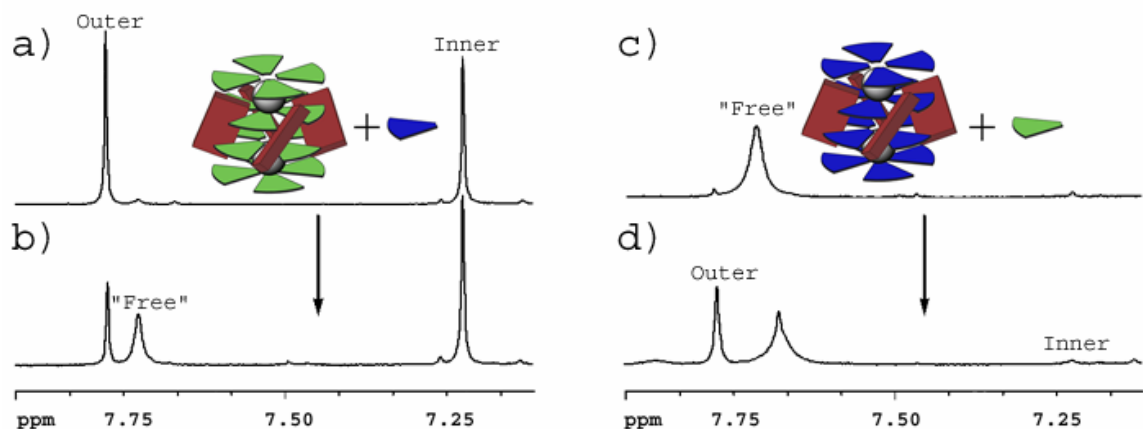 a)
Outer
Inner
+
b)
"Free"
ppm 7.75 7.50 7.25
c)
"Free"
+
d)
Outer
Inner
ppm 7.75 7.50 7.25